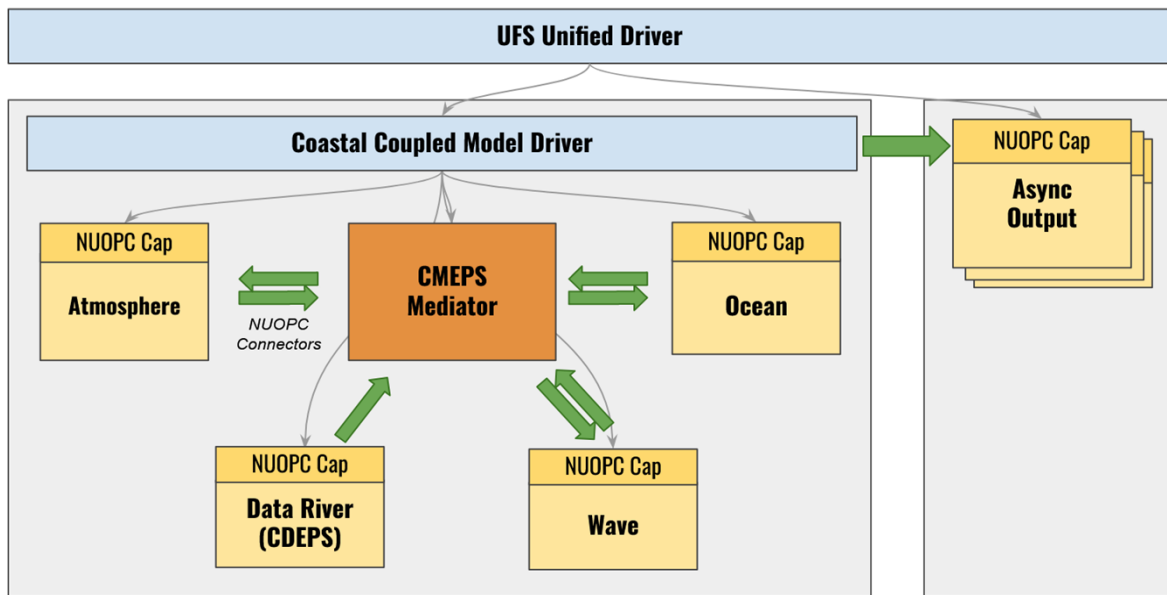 UFS Unified Driver
Coastal Coupled Model Driver
NUOPC Cap
Async
Output
NUOPC Cap
Atmosphere
NUOPC
Connectors
CMEPS
Mediator
NUOPC Cap
Ocean
NUOPC Cap
Data River
(CDEPS)
NUOPC Cap
Wave